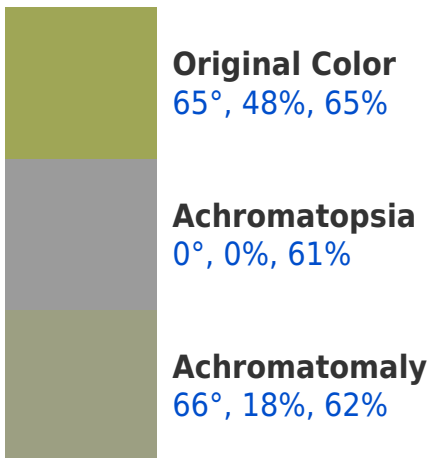 Original Color
65°, 48%, 65%
Achromatopsia
0°, 0%, 61%
Achromatomaly
66°, 18%, 62%